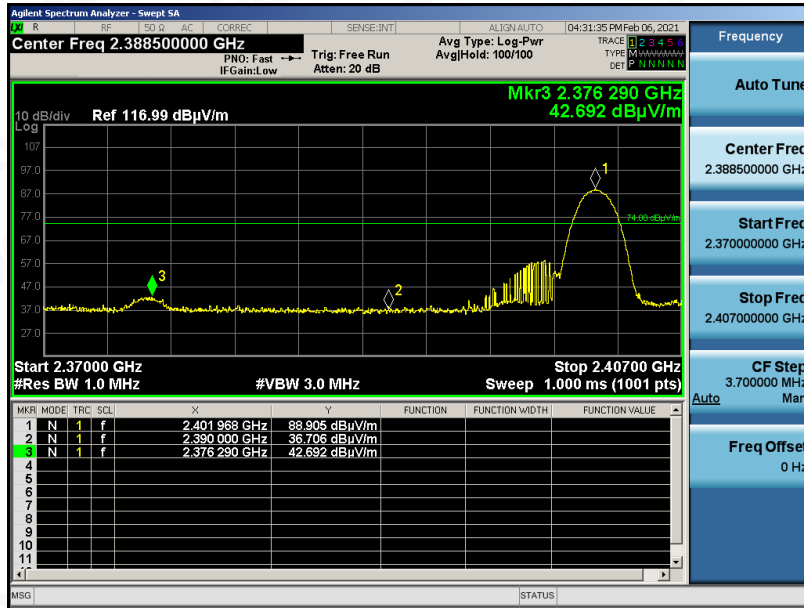 Agilent Spectrum Analyzer - Swept SA
LXI R RF 50 Ω AC CORREC SENSE:INT ALIGN AUTO 04:31:35 PM Feb 06, 2021
Center Freq 2.388500000 GHz
PNO: Fast
IFGain:Low
Trig: Free Run
Atten: 20 dB
Avg Type: Log-Pwr
Avg|Hold: 100/100
TRACE 1 2 3 4 5 6
TYPE M
DET P N N N N N
Mkr3 2.376 290 GHz
42.692 dBµV/m
10 dB/div Ref 116.99 dBµV/m
Log
107
97.0
87.0
77.0
67.0
57.0
47.0
37.0
27.0
1
74.00 dBµV/m
3
2
Start 2.37000 GHz Stop 2.40700 GHz
#Res BW 1.0 MHz #VBW 3.0 MHz Sweep 1.000 ms (1001 pts)
MKR MODE TRC SCL X Y FUNCTION FUNCTION WIDTH FUNCTION VALUE
1 N 1 f 2.401 968 GHz 88.905 dBµV/m
2 N 1 f 2.390 000 GHz 36.706 dBµV/m
3 N 1 f 2.376 290 GHz 42.692 dBµV/m
4
5
6
7
8
9
10
11
MSG STATUS
Frequency
Auto Tune
Center Freq
2.388500000 GHz
Start Freq
2.370000000 GHz
Stop Freq
2.407000000 GHz
CF Step
3.700000 MHz
Auto Man
Freq Offset
0 Hz